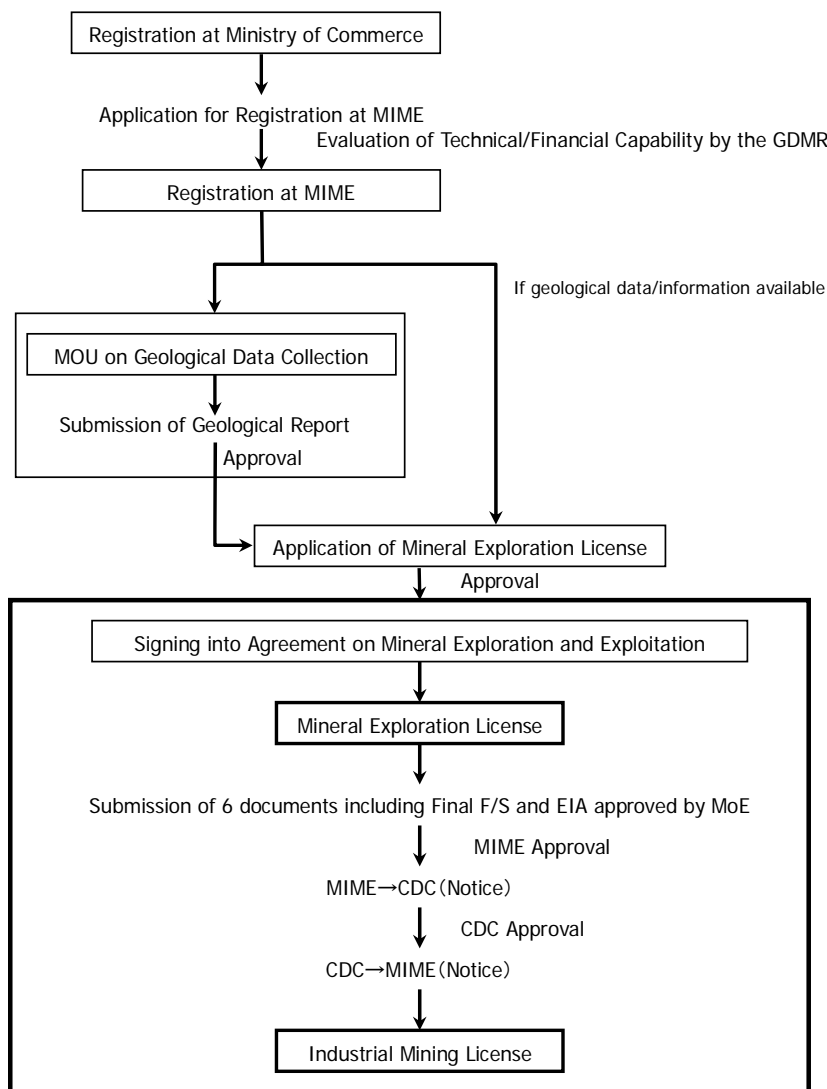 Registration at Ministry of Commerce
Application for Registration at MIME
Evaluation of Technical/Financial Capability by the GDMR
Registration at MIME
If geological data/information available
MOU on Geological Data Collection
Submission of Geological Report
Approval
Application of Mineral Exploration License
Approval
Signing into Agreement on Mineral Exploration and Exploitation
Mineral Exploration License
Submission of 6 documents including Final F/S and EIA approved by MoE
MIME Approval
MIME→CDC(Notice)
CDC Approval
CDC→MIME(Notice)
Industrial Mining License